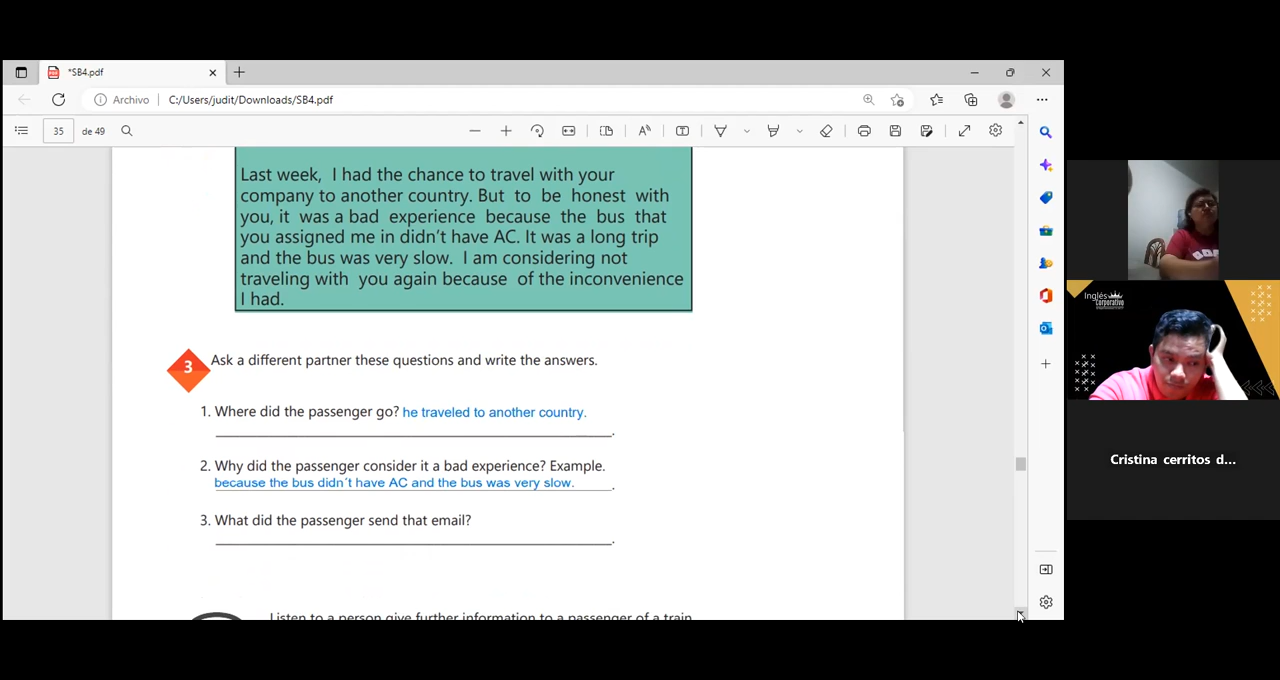 *SB4.pdf
Archivo
C:/Users/judit/Downloads/SB4.pdf
35
de 49
Last week, I had the chance to travel with your
company to another country. But to be honest with
you, it was a bad experience because the bus that
you assigned me in didn't have AC. It was a long trip
and the bus was very slow. I am considering not
traveling with you again because of the inconvenience
I had.
3
Ask a different partner these questions and write the answers.
1. Where did the passenger go? he traveled to another country.
2. Why did the passenger consider it a bad experience? Example.
because the bus didn´t have AC and the bus was very slow.
3. What did the passenger send that email?
Listen to a person give further information to a passenger of a train
Inglés
Corporativo
Cristina cerritos d...